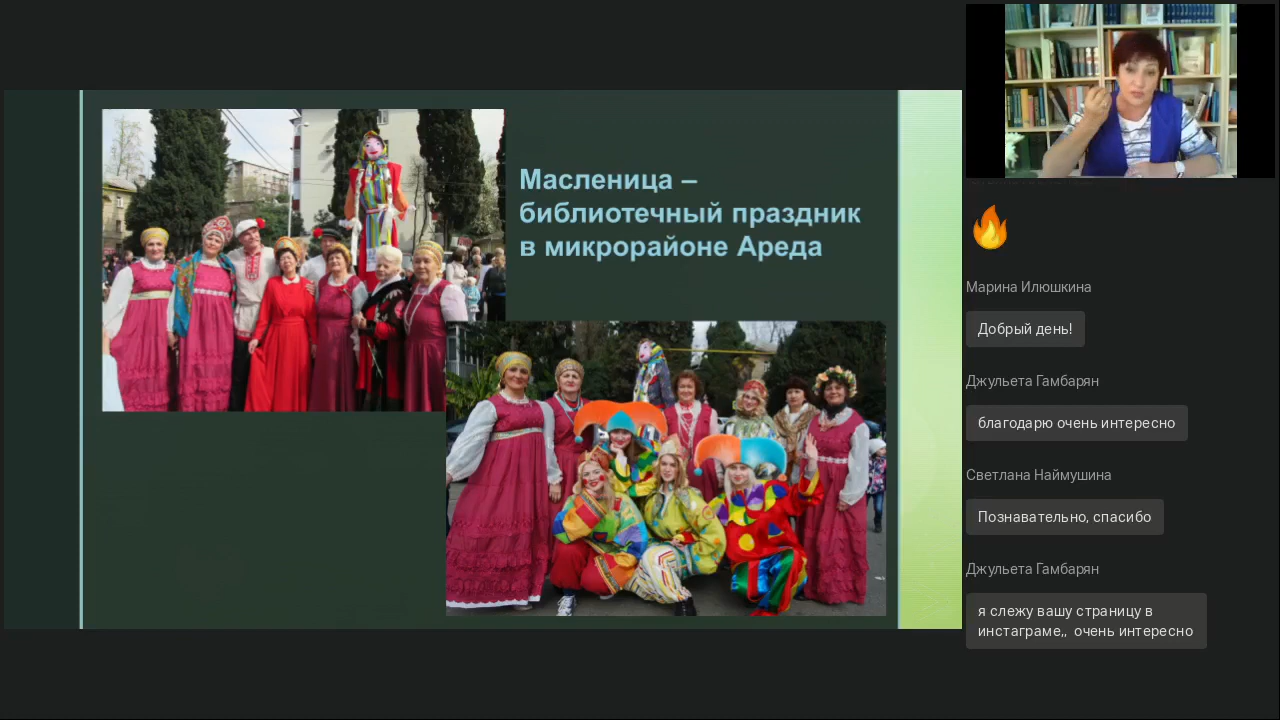 Масленица –
библиотечный праздник
в микрорайоне Ареда
Марина Илюшкина
Добрый день!
Джульета Гамбарян
благодарю очень интересно
Светлана Наймушина
Познавательно, спасибо
Джульета Гамбарян
я слежу вашу страницу в
инстаграме,, очень интересно